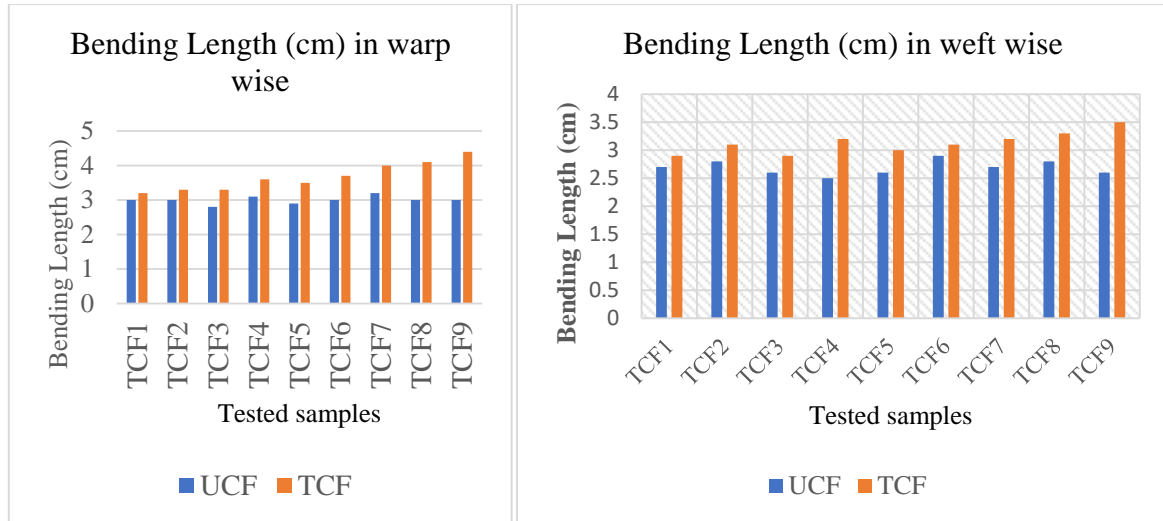 Bending Length (cm) in warp
wise
Bending Length (cm)
5
4
3
2
1
0
TCF1
TCF2
TCF3
TCF4
TCF5
TCF6
TCF7
TCF8
TCF9
Tested samples
UCF
TCF
Bending Length (cm) in weft wise
Bending Length (cm)
4
3.5
3
2.5
2
1.5
1
0.5
0
TCF1
TCF2
TCF3
TCF4
TCF5
TCF6
TCF7
TCF8
TCF9
Tested samples
UCF
TCF